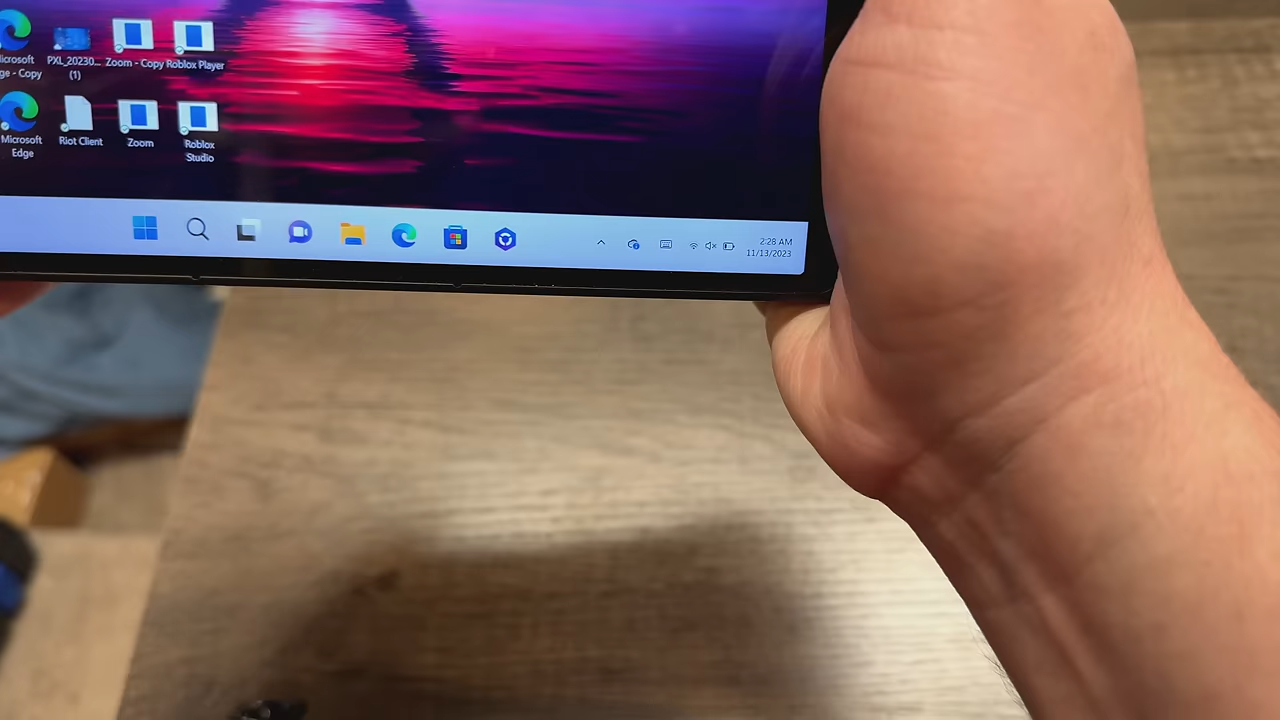 Microsoft
ge - Copy
PXL_20230...
(1)
Zoom - Copy
Roblox Player
Microsoft
Edge
Riot Client
Zoom
Roblox
Studio
2:28 AM
11/13/2023